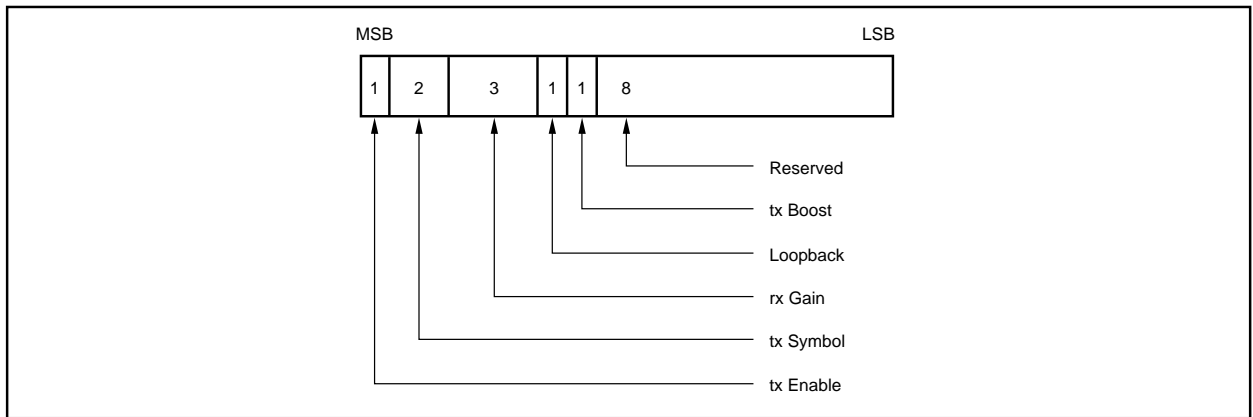 MSB LSB
1 2 3 1 1 8
Reserved
tx Boost
Loopback
rx Gain
tx Symbol
tx Enable